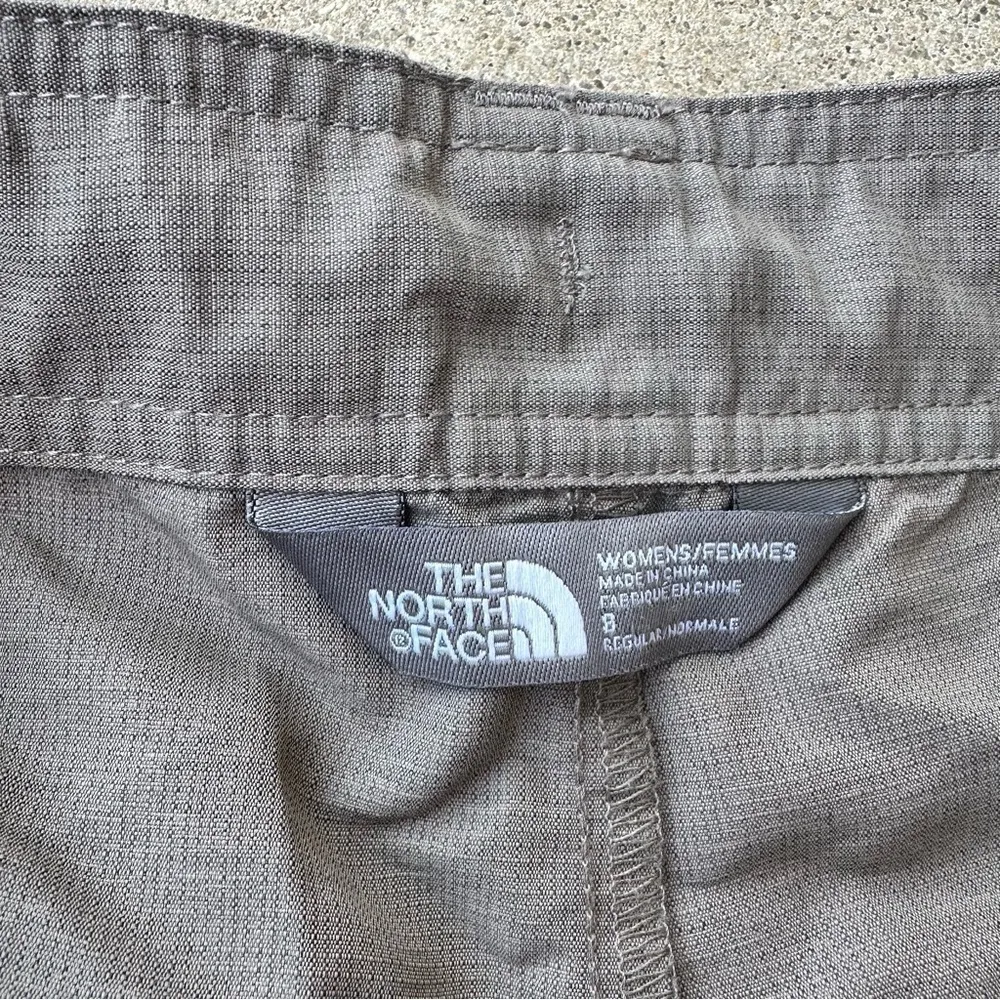 THE
NORTH
FACE
WOMENS/FEMMES
MADE IN CHINA
FABRIQUE EN CHINE
8
REGULAR/NORMALE